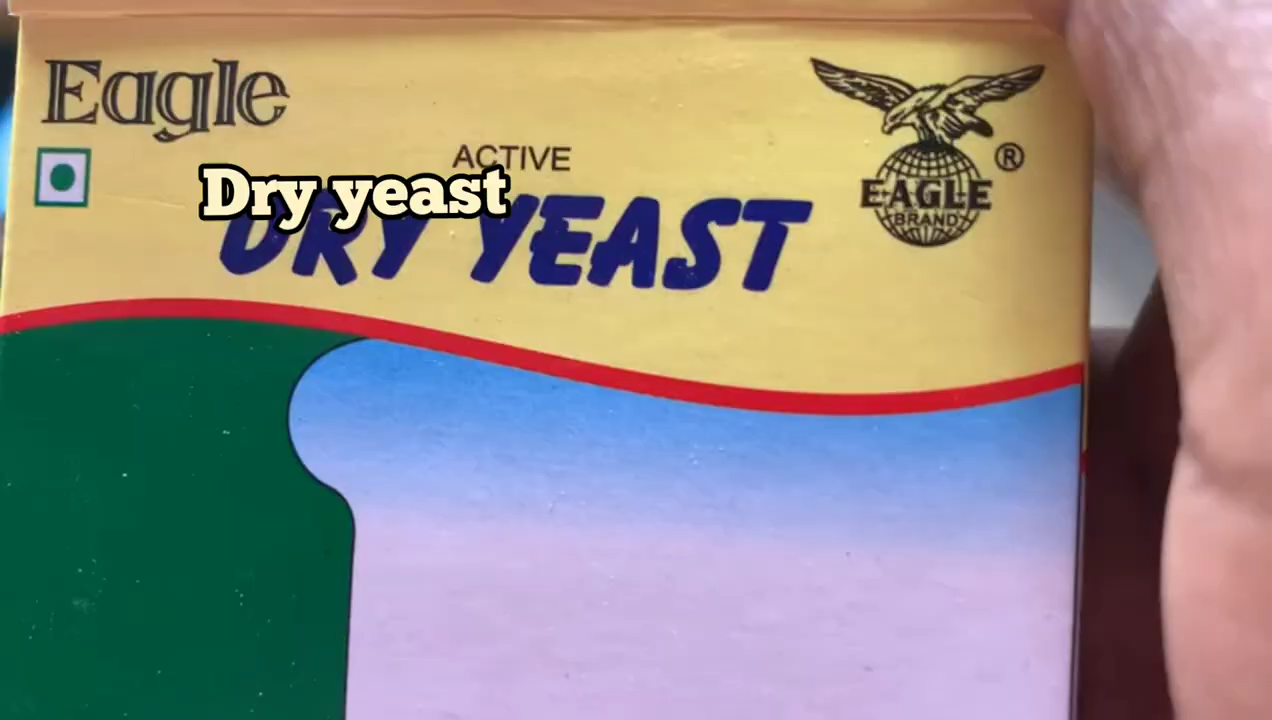 Eagle
ACTIVE
Dry yeast
DRY YEAST
®
EAGLE
BRAND